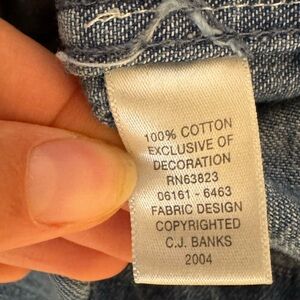 100% COTTON
EXCLUSIVE OF
DECORATION
RN63823
06161 - 6463
FABRIC DESIGN
COPYRIGHTED
C.J. BANKS
2004